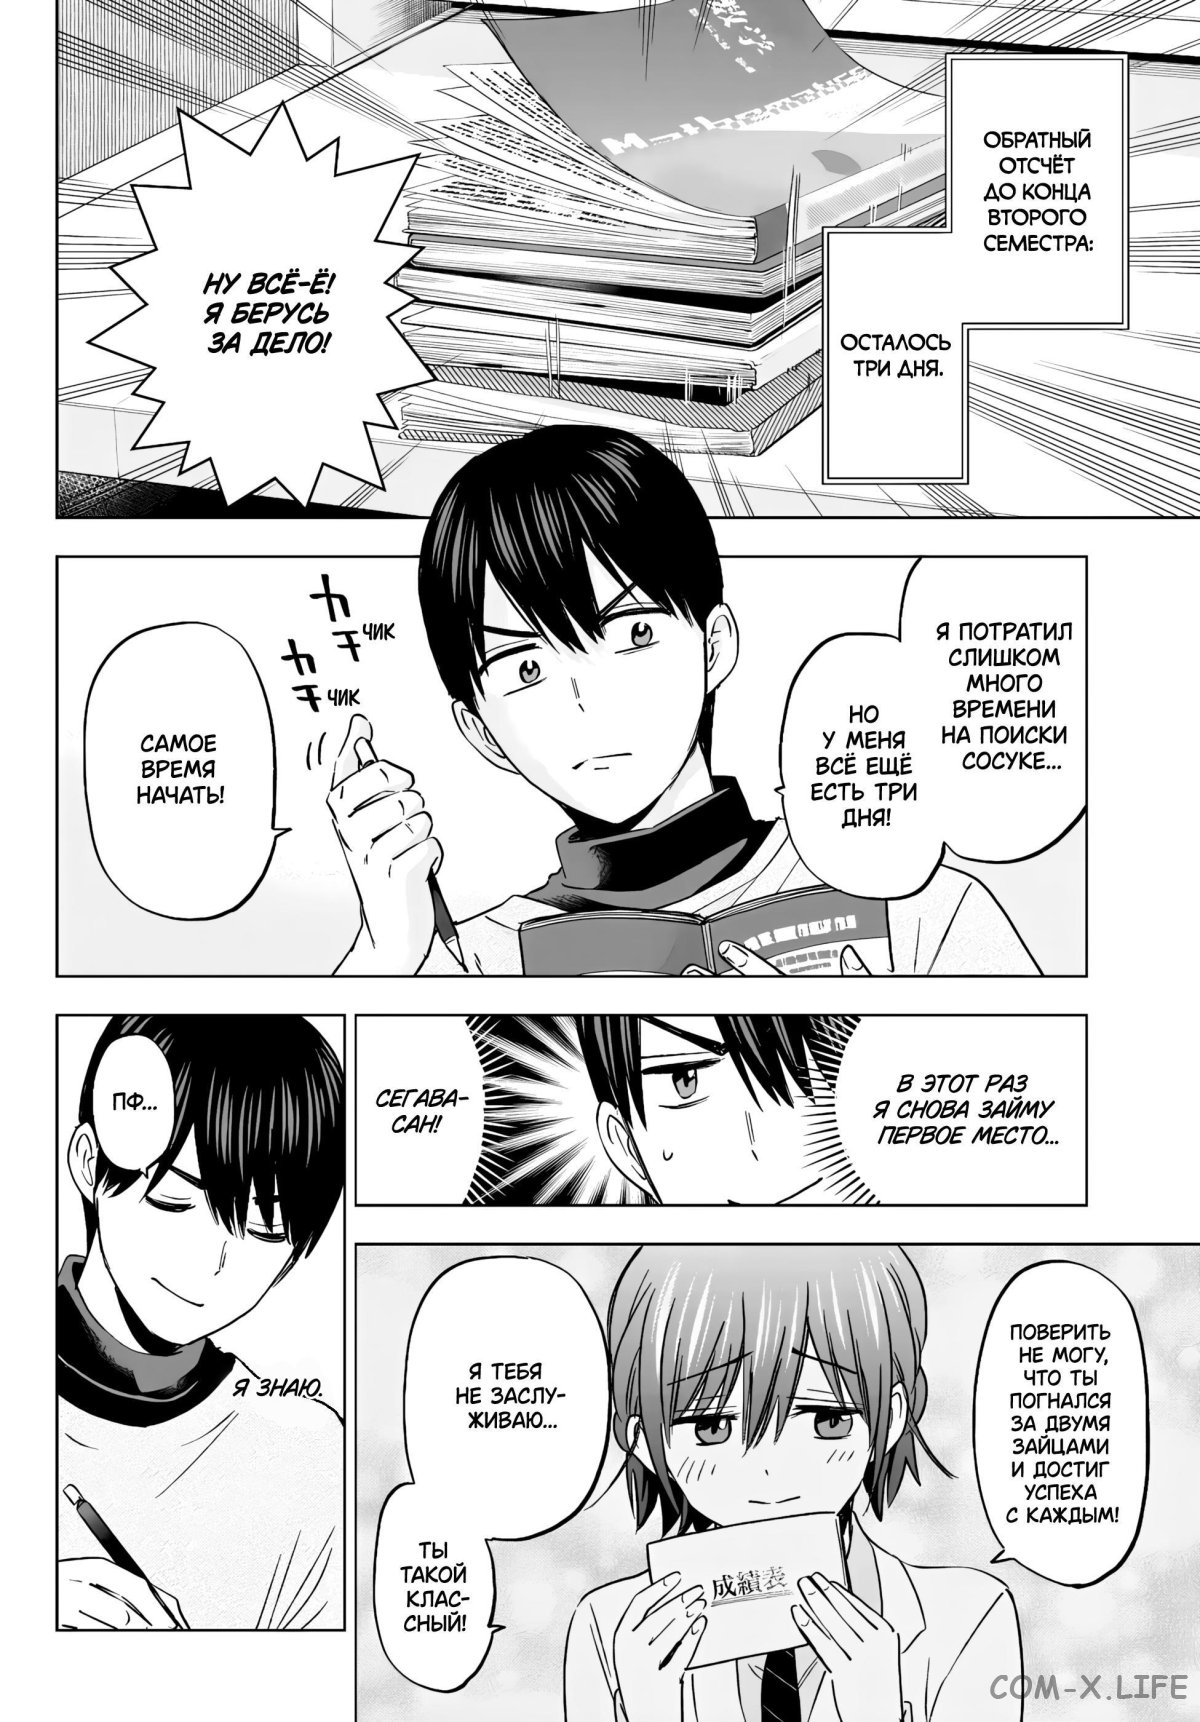 数学I
Mathematics
ОБРАТНЫЙ
ОТСЧЁТ
ДО КОНЦА
ВТОРОГО
СЕМЕСТРА:
ОСТАЛОСЬ
ТРИ ДНЯ.
НУ ВСЁ-Ё!
Я БЕРУСЬ
ЗА ДЕЛО!
Я ПОТРАТИЛ
СЛИШКОМ
МНОГО
ВРЕМЕНИ
НА ПОИСКИ
СОСУКЕ...
НО
У МЕНЯ
ВСЁ ЕЩЁ
ЕСТЬ ТРИ
ДНЯ!
カチ
ЧИК
カチ
ЧИК
САМОЕ
ВРЕМЯ
НАЧАТЬ!
В ЭТОТ РАЗ
Я СНОВА ЗАЙМУ
ПЕРВОЕ МЕСТО...
СЕГАВА-
САН!
ПФ...
Я ЗНАЮ.
ПОВЕРИТЬ
НЕ МОГУ,
ЧТО ТЫ
ПОГНАЛСЯ
ЗА ДВУМЯ
ЗАЙЦАМИ
И ДОСТИГ
УСПЕХА
С КАЖДЫМ!
Я ТЕБЯ
НЕ ЗАСЛУ-
ЖИВАЮ...
ТЫ
ТАКОЙ
КЛАС-
СНЫЙ!
成績表
COM-X.LIFE